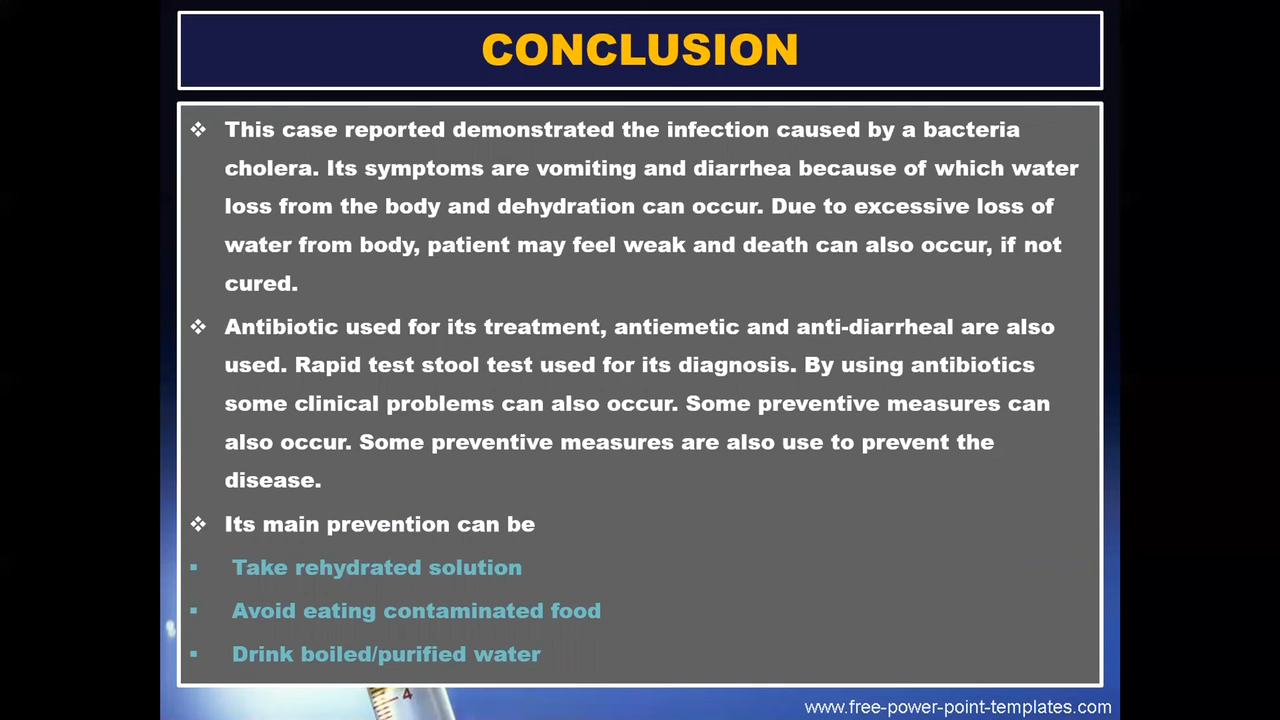 CONCLUSION
❖ This case reported demonstrated the infection caused by a bacteria
cholera. Its symptoms are vomiting and diarrhea because of which water
loss from the body and dehydration can occur. Due to excessive loss of
water from body, patient may feel weak and death can also occur, if not
cured.
❖ Antibiotic used for its treatment, antiemetic and anti-diarrheal are also
used. Rapid test stool test used for its diagnosis. By using antibiotics
some clinical problems can also occur. Some preventive measures can
also occur. Some preventive measures are also use to prevent the
disease.
❖ Its main prevention can be
▪ Take rehydrated solution
▪ Avoid eating contaminated food
▪ Drink boiled/purified water
4
www.free-power-point-templates.com